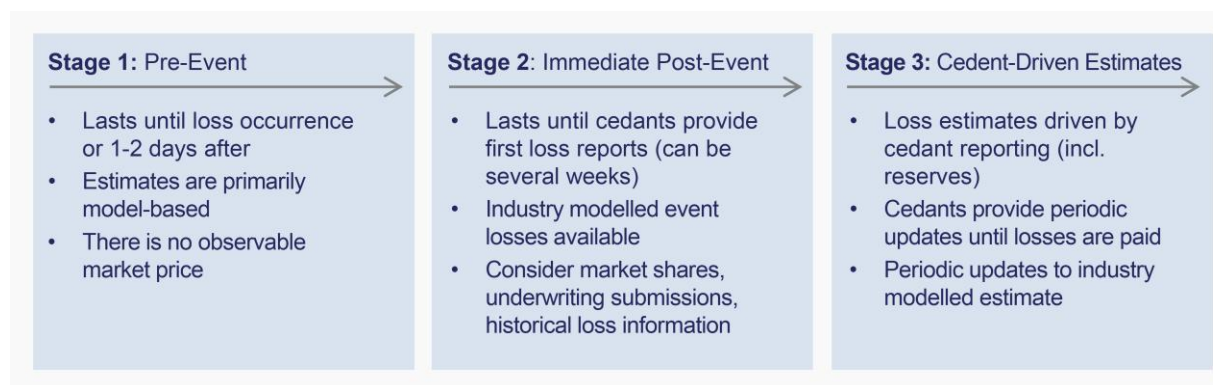 Stage 1: Pre-Event
• Lasts until loss occurrence
or 1-2 days after
• Estimates are primarily
model-based
• There is no observable
market price
Stage 2: Immediate Post-Event
• Lasts until cedants provide
first loss reports (can be
several weeks)
• Industry modelled event
losses available
• Consider market shares,
underwriting submissions,
historical loss information
Stage 3: Cedent-Driven Estimates
• Loss estimates driven by
cedant reporting (incl.
reserves)
• Cedants provide periodic
updates until losses are paid
• Periodic updates to industry
modelled estimate